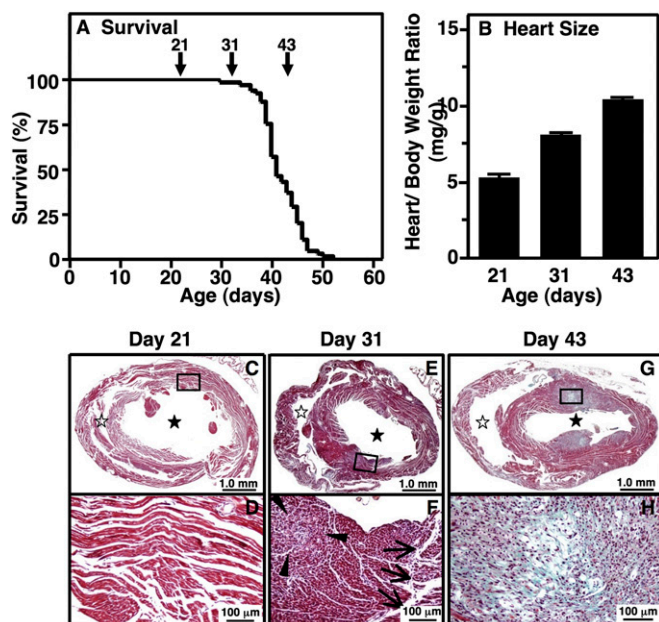 A Survival
21 31 43
100
75
50
25
0
Survival (%)
0 10 20 30 40 50 60
Age (days)
B Heart Size
15
10
5
0
Heart/ Body Weight Ratio
(mg/g)
21 31 43
Age (days)
Day 21 Day 31 Day 43
C E G
1.0 mm 1.0 mm 1.0 mm
D F H
100 μm 100 μm 100 μm